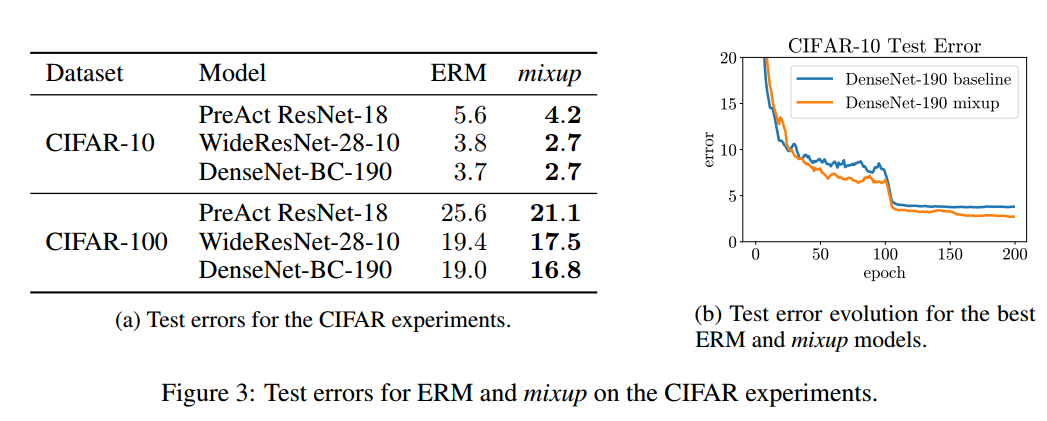 Dataset Model ERM mixup
CIFAR-10
PreAct ResNet-18 5.6 4.2
WideResNet-28-10 3.8 2.7
DenseNet-BC-190 3.7 2.7
CIFAR-100
PreAct ResNet-18 25.6 21.1
WideResNet-28-10 19.4 17.5
DenseNet-BC-190 19.0 16.8
(a) Test errors for the CIFAR experiments.
CIFAR-10 Test Error
DenseNet-190 baseline
DenseNet-190 mixup
20
15
10
5
0
error
0 50 100 150 200
epoch
(b) Test error evolution for the best
ERM and mixup models.
Figure 3: Test errors for ERM and mixup on the CIFAR experiments.